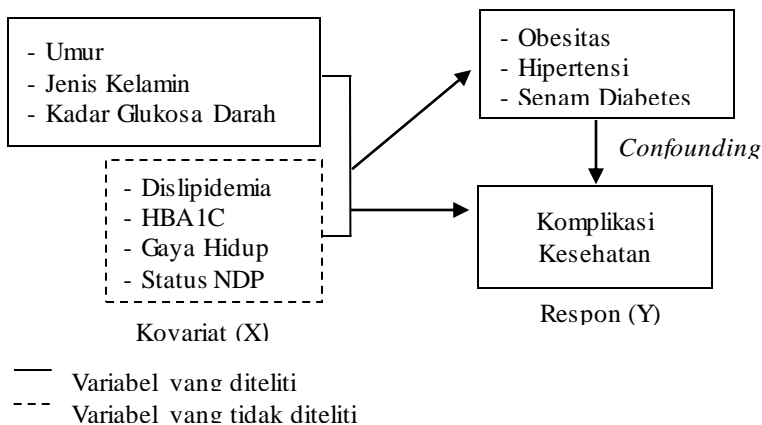 - Umur
- Jenis Kelamin
- Kadar Glukosa Darah
- Dislipidemia
- HBA1C
- Gaya Hidup
- Status NDP
Kovariat (X)
- Obesitas
- Hipertensi
- Senam Diabetes
Confounding
Komplikasi
Kesehatan
Respon (Y)
Variabel yang diteliti
Variabel yang tidak diteliti